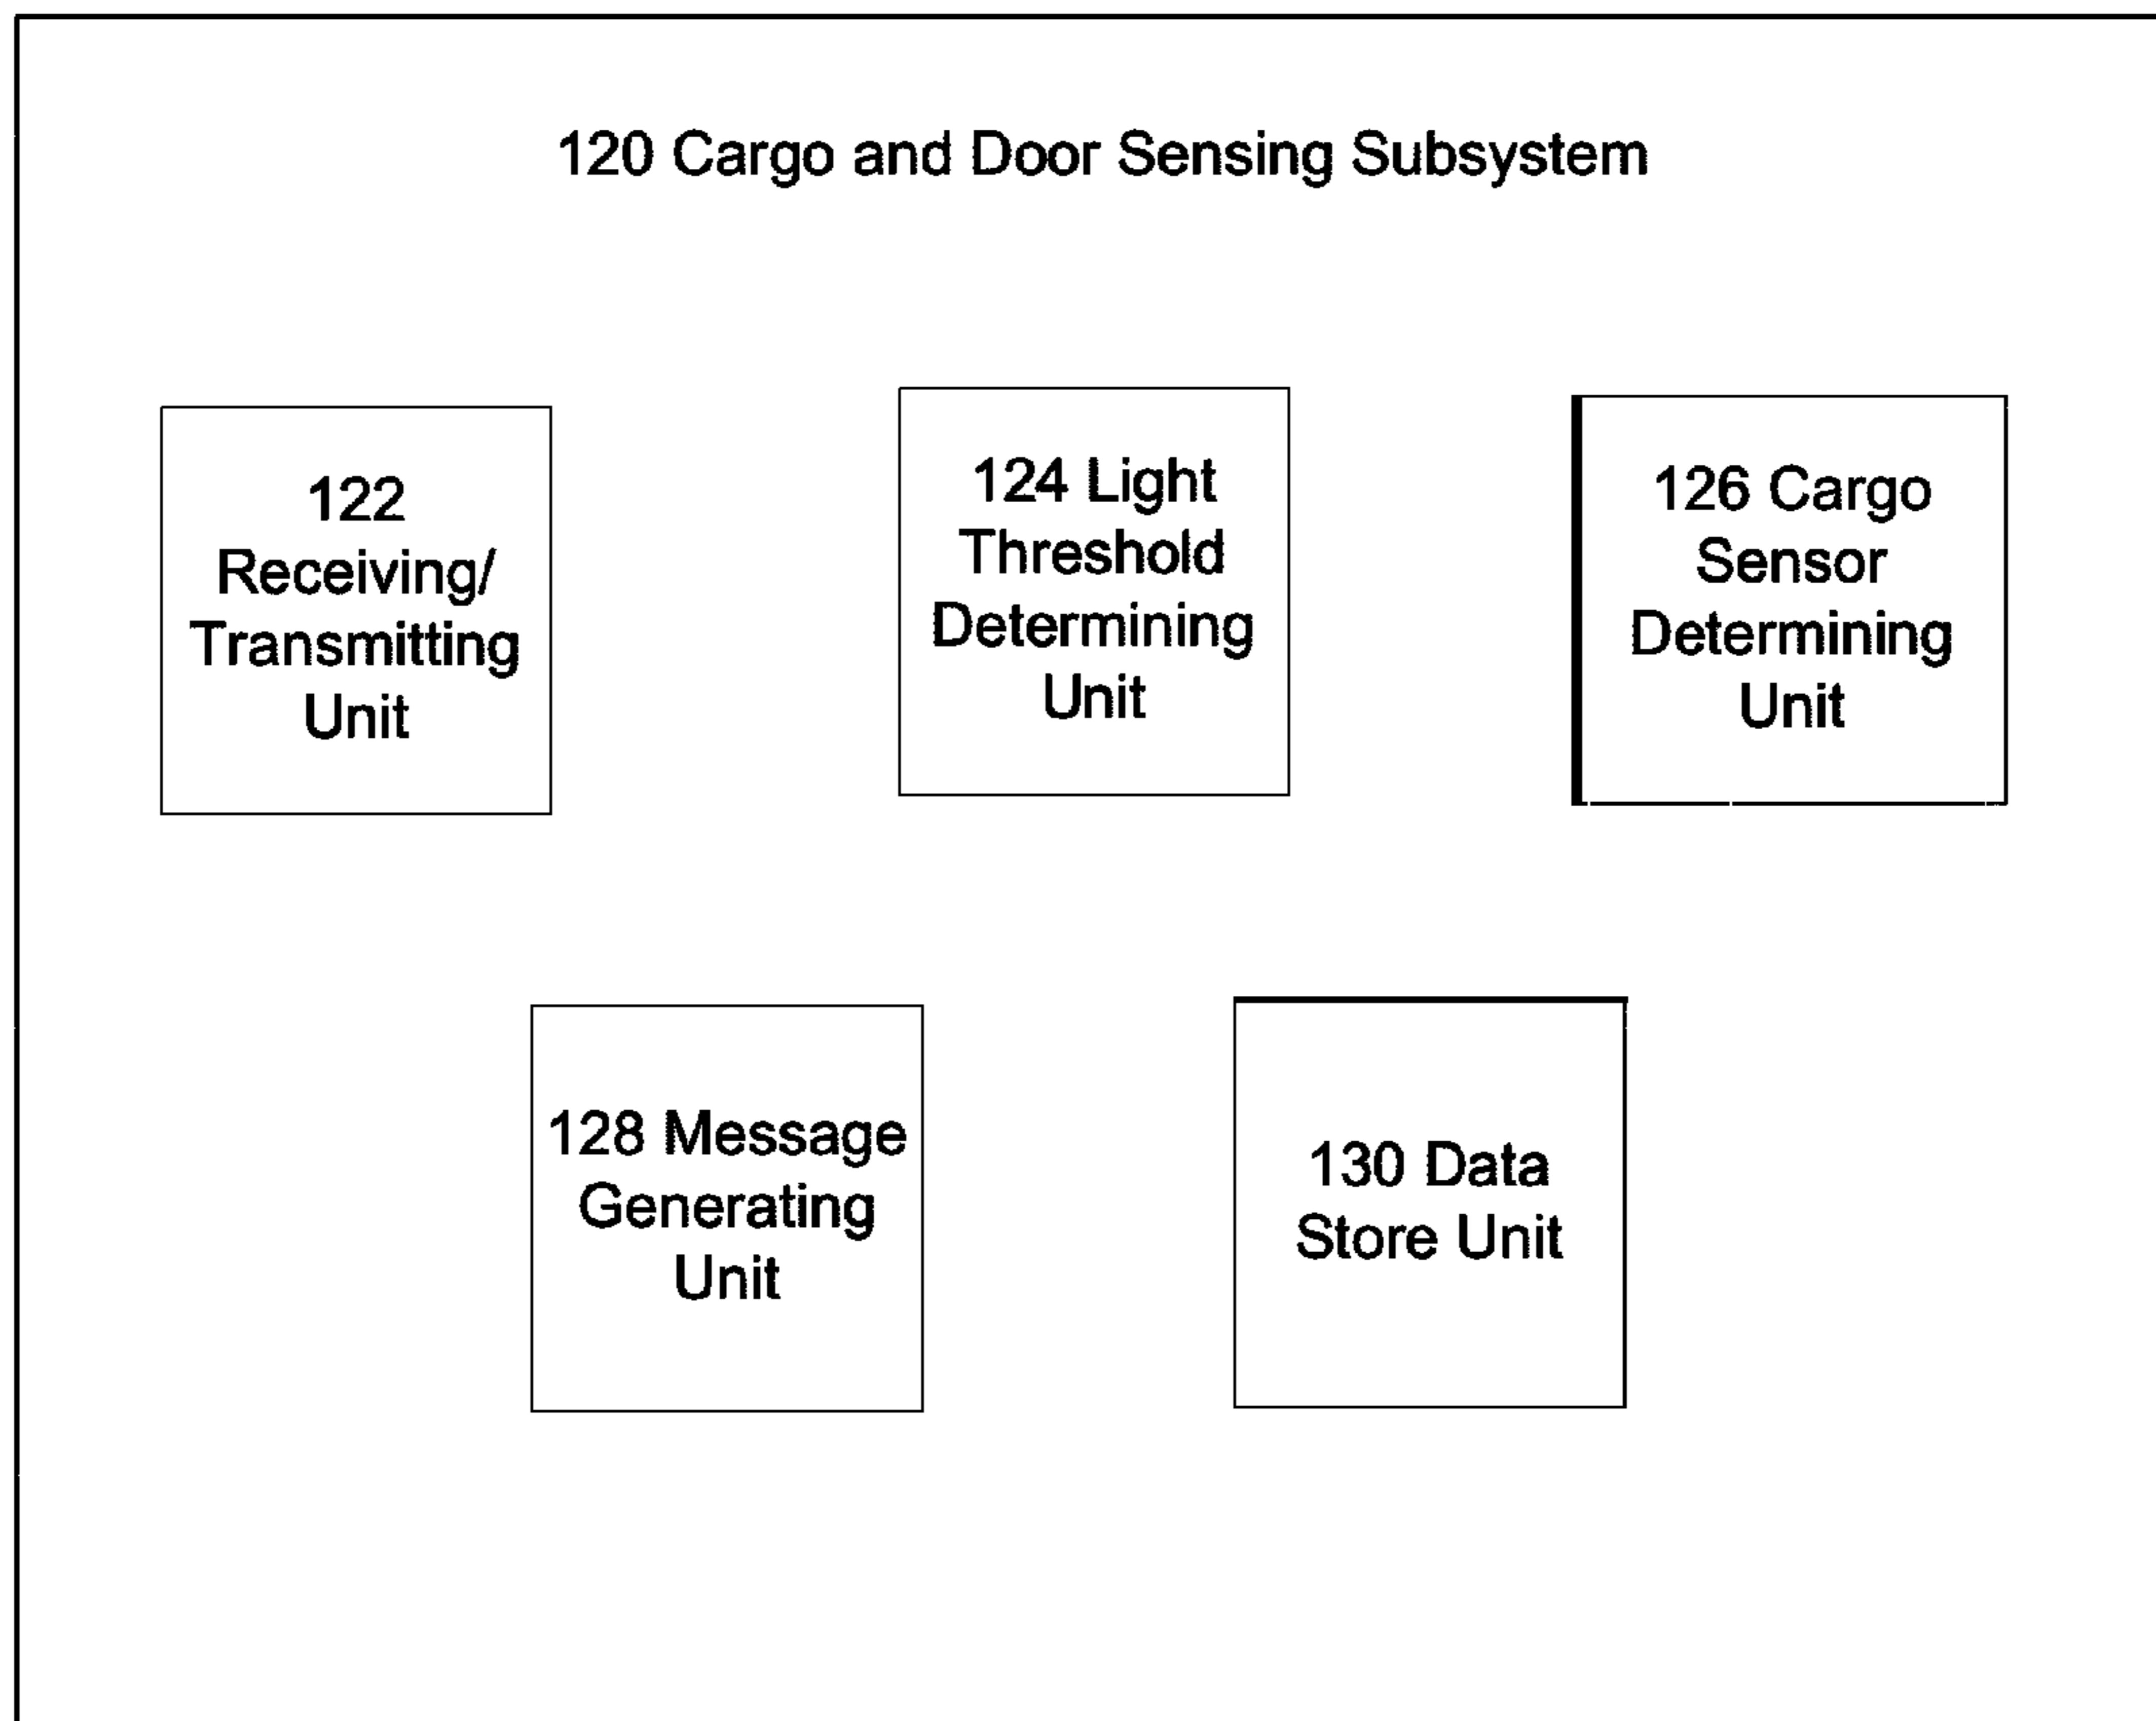 120 Cargo and Door Sensing Subsystem
122
Receiving/
Transmitting
Unit
124 Light
Threshold
Determining
Unit
126 Cargo
Sensor
Determining
Unit
128 Message
Generating
Unit
130 Data
Store Unit